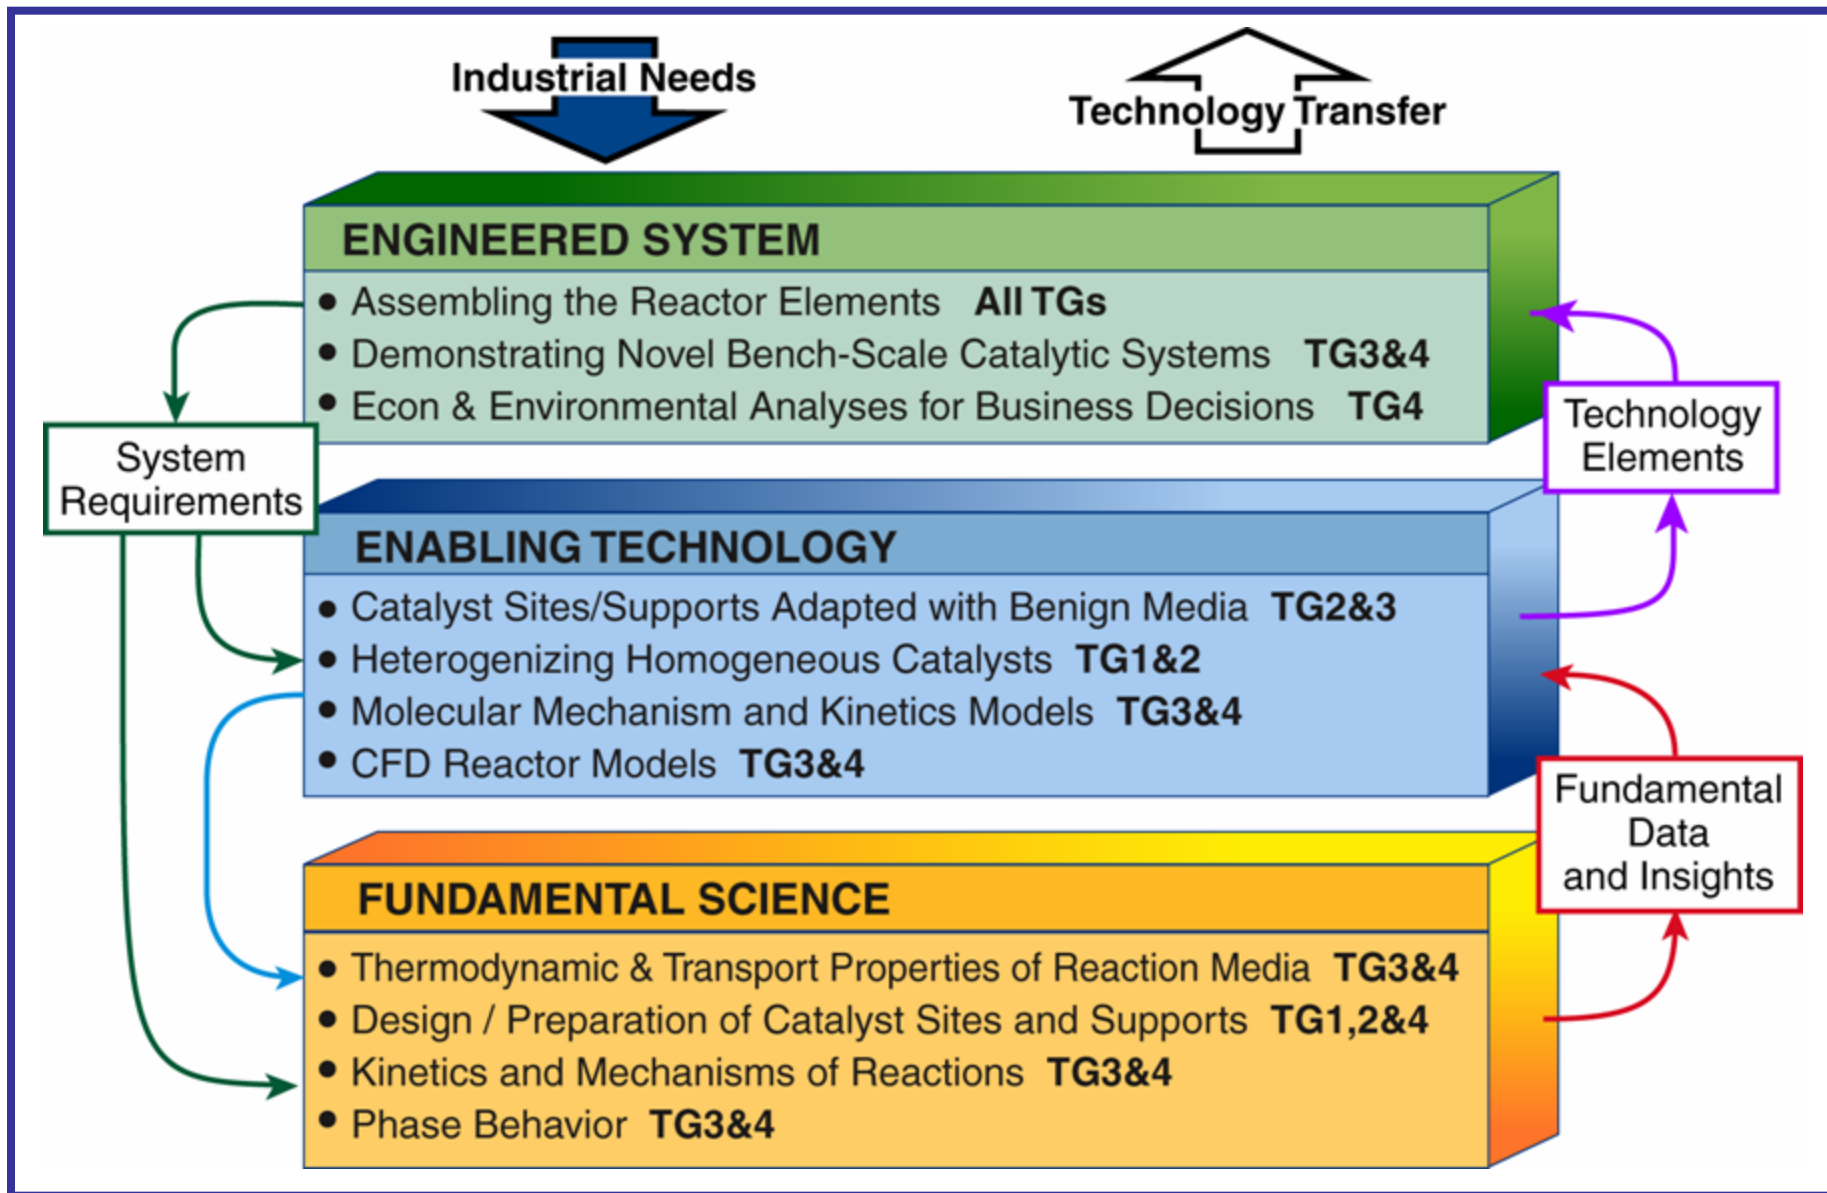 Industrial Needs
Technology Transfer
ENGINEERED SYSTEM
● Assembling the Reactor Elements All TGs
● Demonstrating Novel Bench-Scale Catalytic Systems TG3&4
● Econ & Environmental Analyses for Business Decisions TG4
System
Requirements
Technology
Elements
ENABLING TECHNOLOGY
● Catalyst Sites/Supports Adapted with Benign Media TG2&3
● Heterogenizing Homogeneous Catalysts TG1&2
● Molecular Mechanism and Kinetics Models TG3&4
● CFD Reactor Models TG3&4
Fundamental
Data
and Insights
FUNDAMENTAL SCIENCE
● Thermodynamic & Transport Properties of Reaction Media TG3&4
● Design / Preparation of Catalyst Sites and Supports TG1,2&4
● Kinetics and Mechanisms of Reactions TG3&4
● Phase Behavior TG3&4